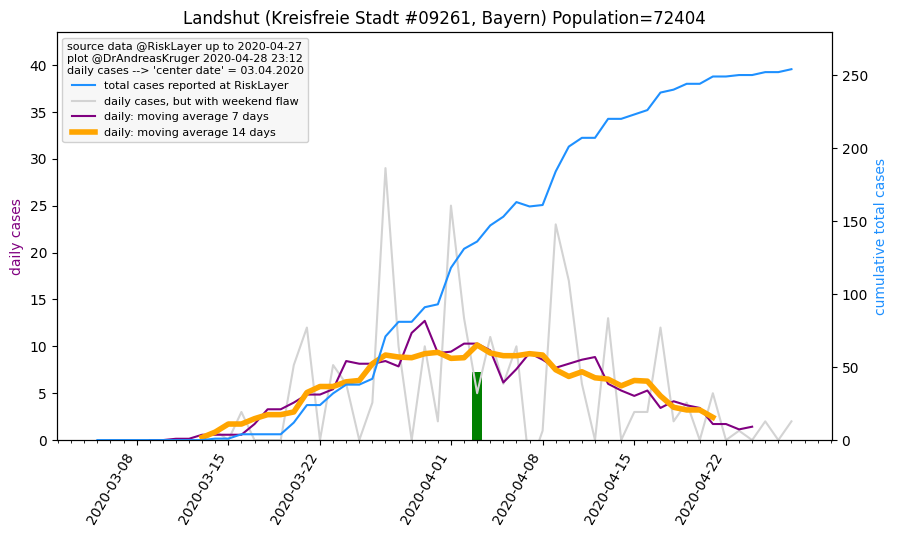 Landshut (Kreisfreie Stadt #09261, Bayern) Population=72404
source data @RiskLayer up to 2020-04-27
plot @DrAndreasKruger 2020-04-28 23:12
daily cases --> 'center date' = 03.04.2020
total cases reported at RiskLayer
daily cases, but with weekend flaw
daily: moving average 7 days
daily: moving average 14 days
daily cases
40
35
30
25
20
15
10
5
0
250
200
150
100
50
0
cumulative total cases
2020-03-08
2020-03-15
2020-03-22
2020-04-01
2020-04-08
2020-04-15
2020-04-22